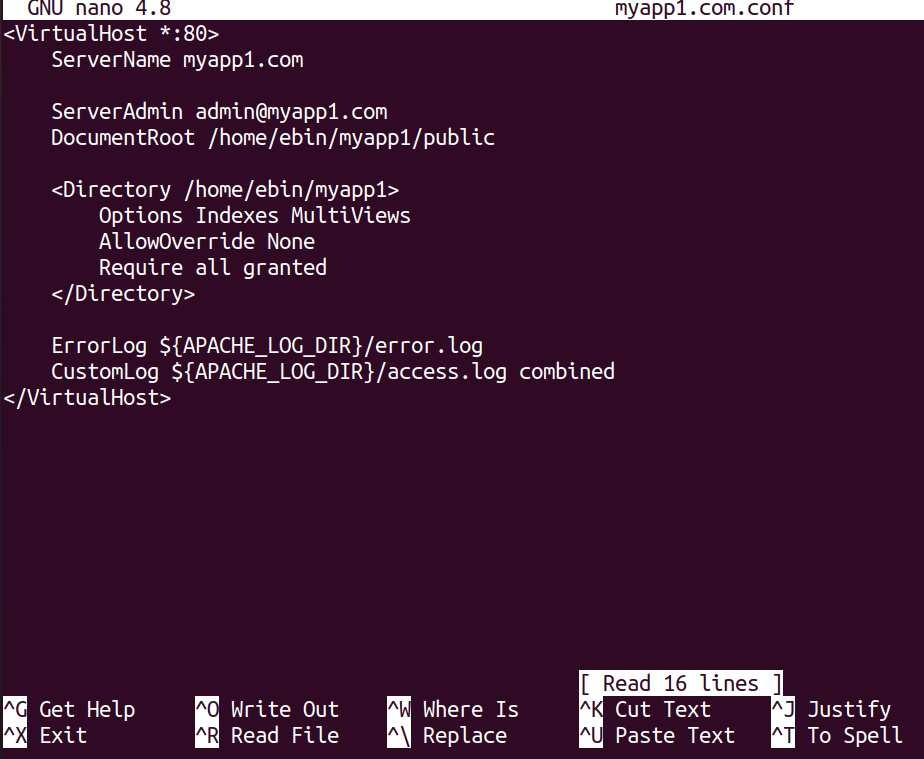 GNU nano 4.8 myapp1.com.conf
<VirtualHost *:80>
    ServerName myapp1.com

    ServerAdmin admin@myapp1.com
    DocumentRoot /home/ebin/myapp1/public

    <Directory /home/ebin/myapp1>
        Options Indexes MultiViews
        AllowOverride None
        Require all granted
    </Directory>

    ErrorLog ${APACHE_LOG_DIR}/error.log
    CustomLog ${APACHE_LOG_DIR}/access.log combined
</VirtualHost>
[ Read 16 lines ]
^G Get Help ^O Write Out ^W Where Is ^K Cut Text ^J Justify
^X Exit ^R Read File ^\ Replace ^U Paste Text ^T To Spell